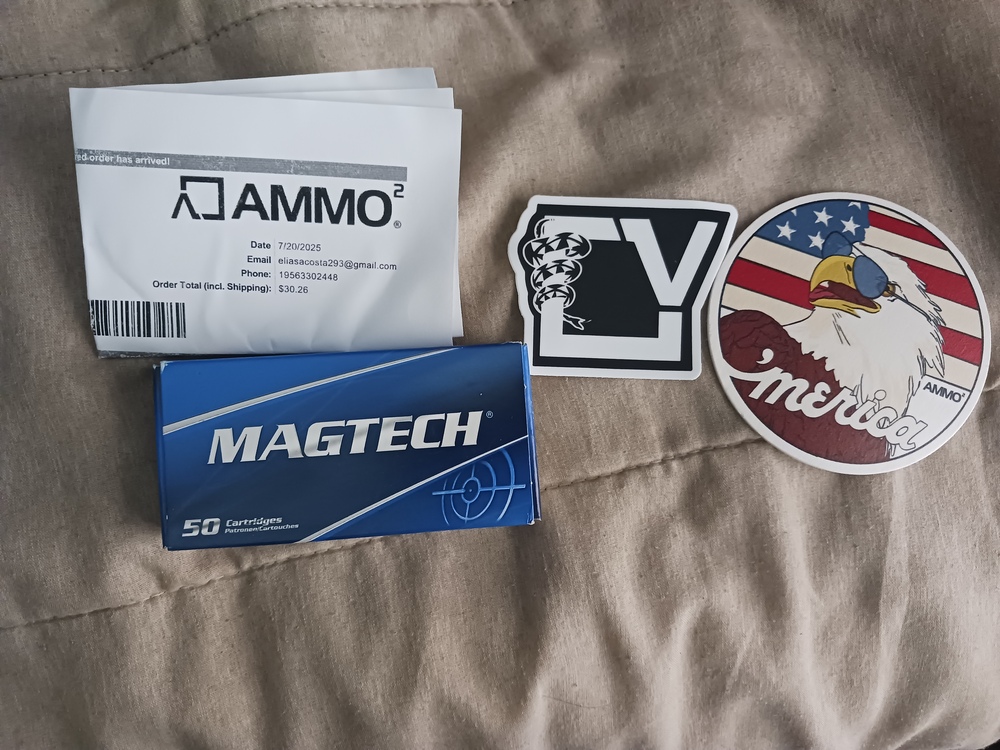 ed order has arrived!
AMMO²®
Date 7/20/2025
Email eliasacosta293@gmail.com
Phone: 19563302448
Order Total (incl. Shipping): $30.26
MAGTECH®
50 Cartridges
Patronen/Cartouches
V
'merica
AMMO²